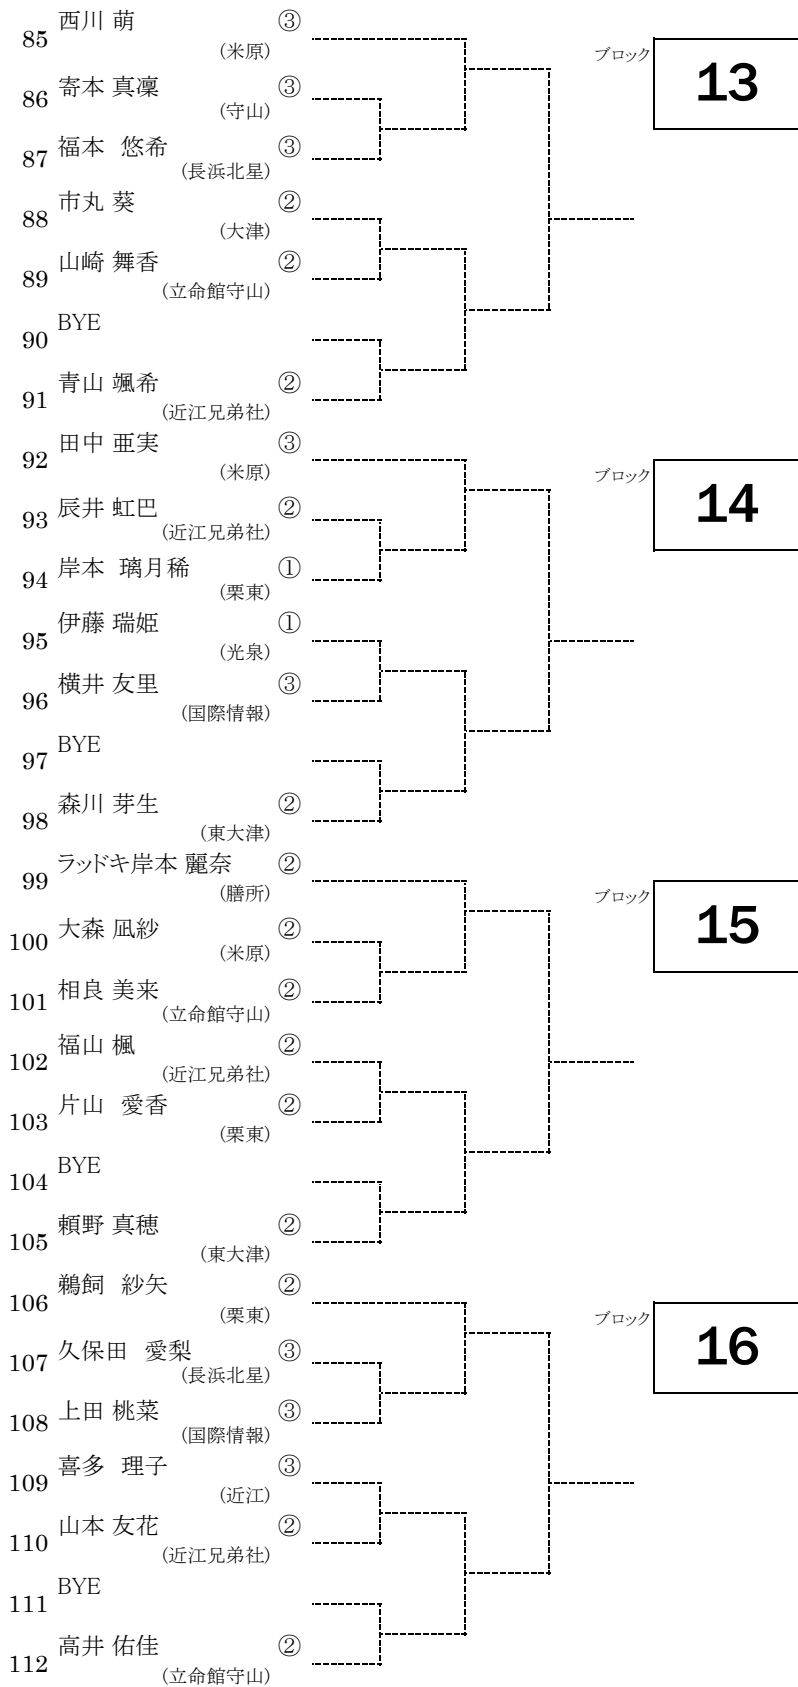 85 西川 萌 ③
(米原)
ブロック 13
86 寄本 真凜 ③
(守山)
87 福本 悠希 ③
(長浜北星)
88 市丸 葵 ②
(大津)
89 山崎 舞香 ②
(立命館守山)
90 BYE
91 青山 颯希 ②
(近江兄弟社)
92 田中 亜実 ③
(米原)
ブロック 14
93 辰井 虹巴 ②
(近江兄弟社)
94 岸本 璃月稀 ①
(栗東)
95 伊藤 瑞姫 ①
(光泉)
96 横井 友里 ③
(国際情報)
97 BYE
98 森川 芽生 ②
(東大津)
99 ラッドキ岸本 麗奈 ②
(膳所)
ブロック 15
100 大森 凪紗 ②
(米原)
101 相良 美来 ②
(立命館守山)
102 福山 楓 ②
(近江兄弟社)
103 片山 愛香 ②
(栗東)
104 BYE
105 頼野 真穂 ②
(東大津)
106 鵜飼 紗矢 ②
(栗東)
ブロック 16
107 久保田 愛梨 ③
(長浜北星)
108 上田 桃菜 ③
(国際情報)
109 喜多 理子 ③
(近江)
110 山本 友花 ②
(近江兄弟社)
111 BYE
112 高井 佑佳 ②
(立命館守山)